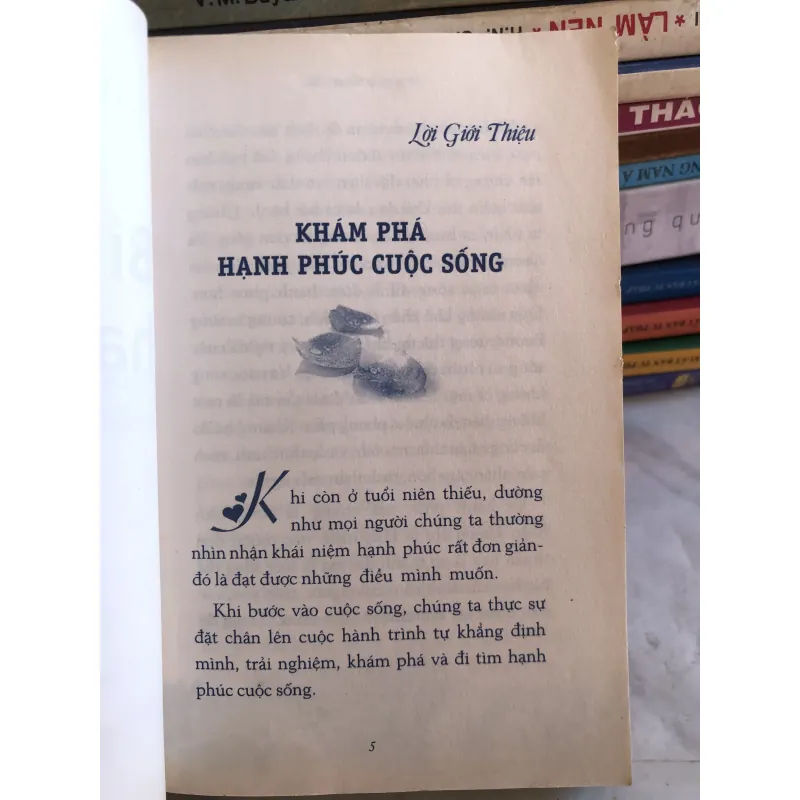 Lời Giới Thiệu
KHÁM PHÁ
HẠNH PHÚC CUỘC SỐNG
Khi còn ở tuổi niên thiếu, dường
như mọi người chúng ta thường
nhìn nhận khái niệm hạnh phúc rất đơn giản-
đó là đạt được những điều mình muốn.
Khi bước vào cuộc sống, chúng ta thực sự
đặt chân lên cuộc hành trình tự khẳng định
mình, trải nghiệm, khám phá và đi tìm hạnh
phúc cuộc sống.
5
* LÀM NÊN *
NAM Á